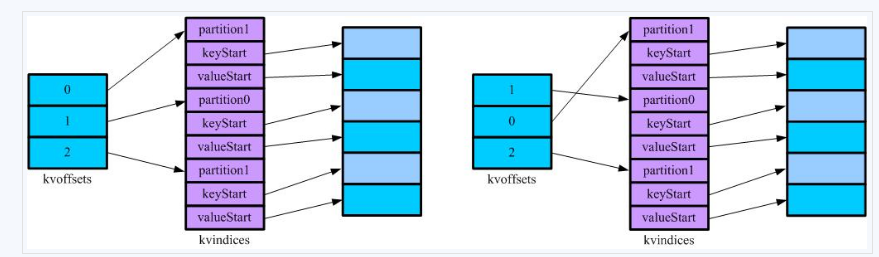 partition1
keyStart
valueStart
partition0
keyStart
valueStart
partition1
keyStart
valueStart
kvindices
0
1
2
kvoffsets
partition1
keyStart
valueStart
partition0
keyStart
valueStart
partition1
keyStart
valueStart
kvindices
1
0
2
kvoffsets